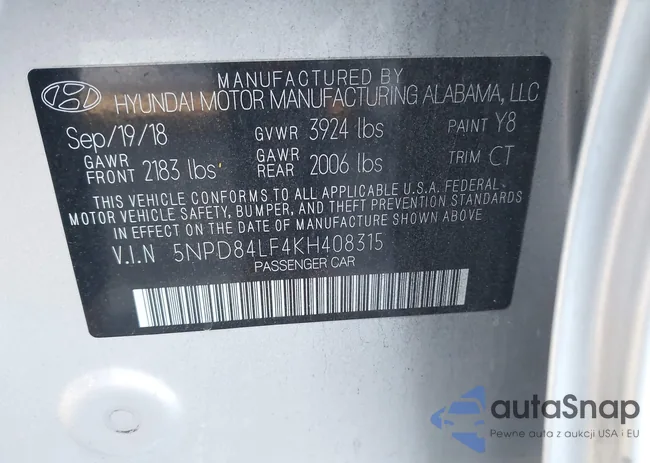 MANUFACTURED BY
HYUNDAI MOTOR MANUFACTURING ALABAMA, LLC
Sep/19/18 GVWR 3924 lbs PAINT Y8
GAWR FRONT 2183 lbs GAWR REAR 2006 lbs TRIM CT
THIS VEHICLE CONFORMS TO ALL APPLICABLE U.S.A. FEDERAL
MOTOR VEHICLE SAFETY, BUMPER, AND THEFT PREVENTION STANDARDS
IN EFFECT ON THE DATE OF MANUFACTURE SHOWN ABOVE
V.I.N 5NPD84LF4KH408315
PASSENGER CAR
autaSnap
Pewne auta z aukcji USA i EU